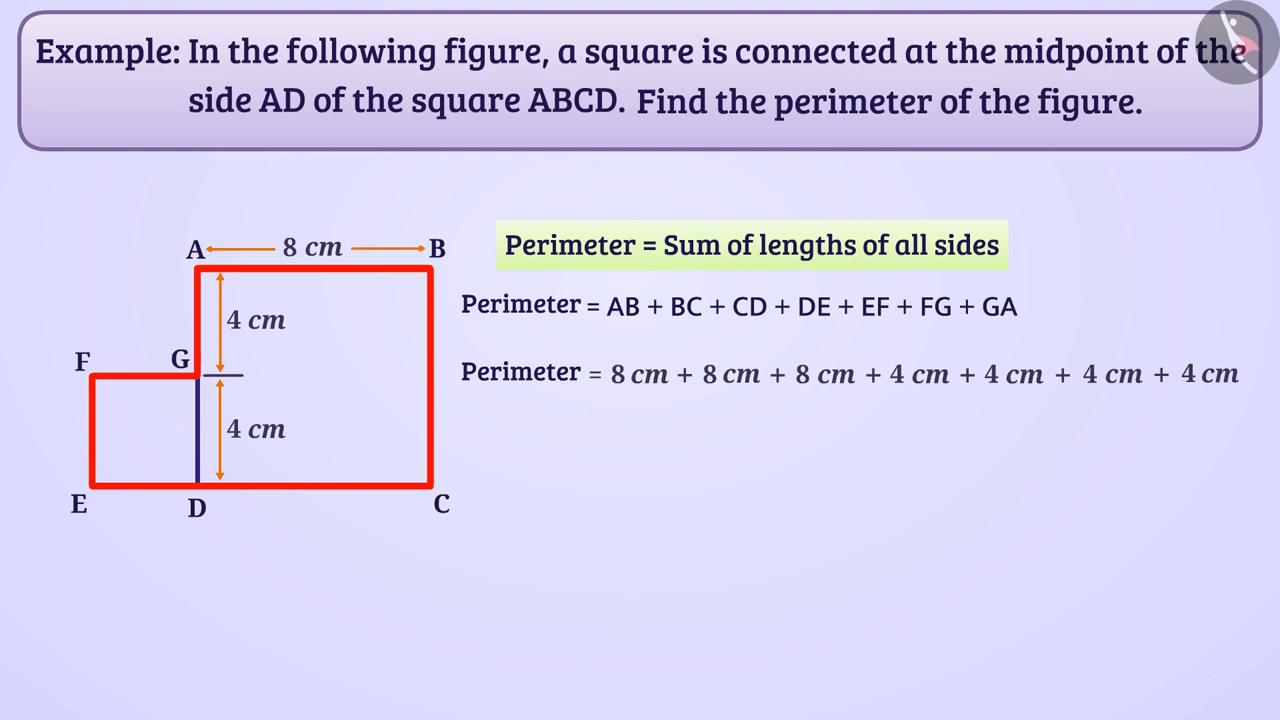 Example: In the following figure, a square is connected at the midpoint of the
side AD of the square ABCD. Find the perimeter of the figure.
A 8 cm B
Perimeter = Sum of lengths of all sides
Perimeter = AB + BC + CD + DE + EF + FG + GA
4 cm
F G
Perimeter = 8 cm + 8 cm + 8 cm + 4 cm + 4 cm + 4 cm + 4 cm
4 cm
E D C